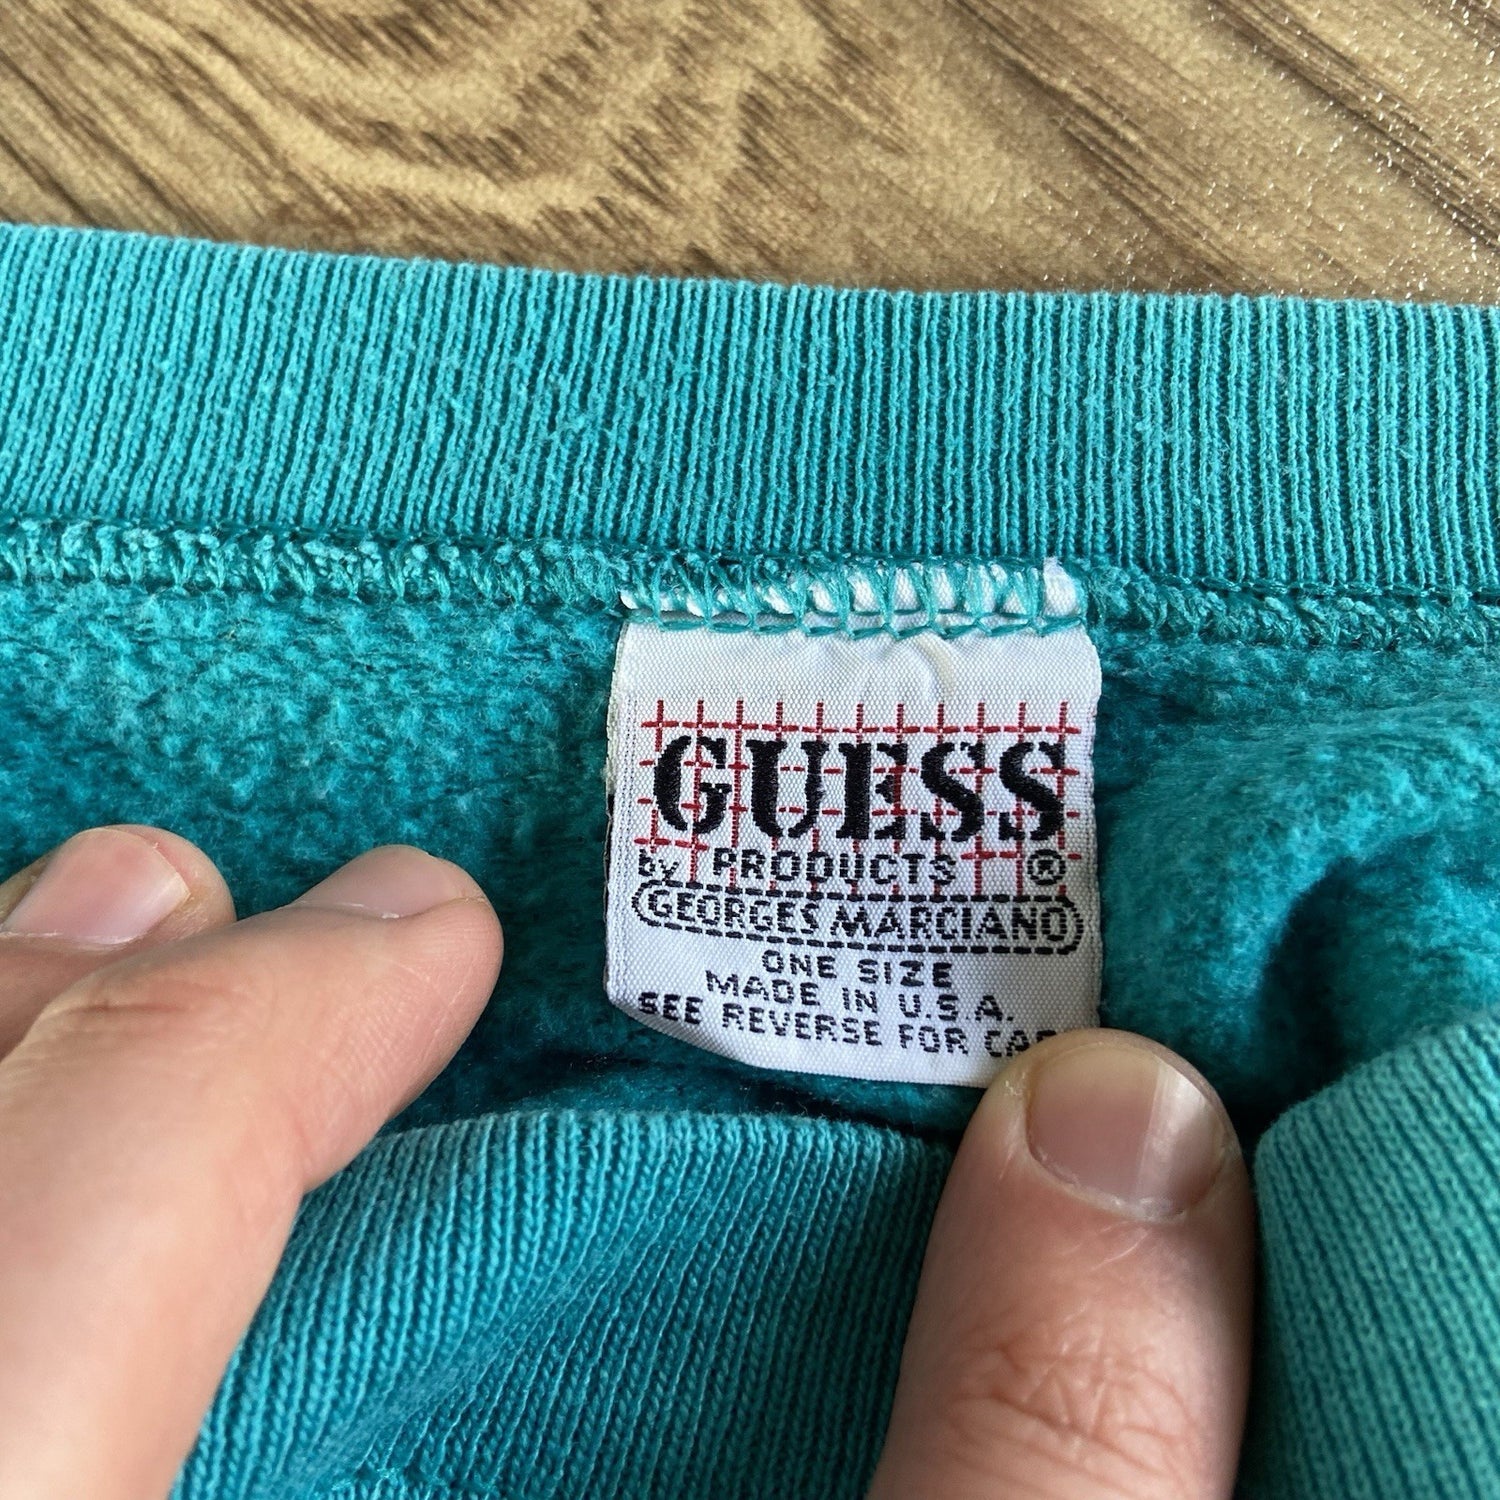 GUESS
by PRODUCTS ®
GEORGES MARCIANO
ONE SIZE
MADE IN U.S.A.
SEE REVERSE FOR